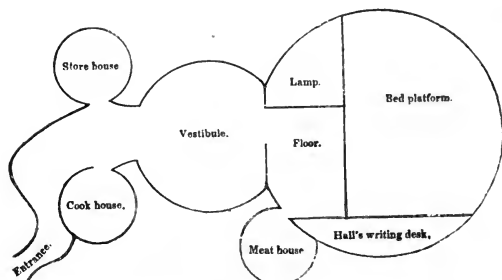 Store house
Lamp.
Bed platform.
Vestibule.
Floor.
Cook house.
Hall's writing desk.
Meat house
Entrance.